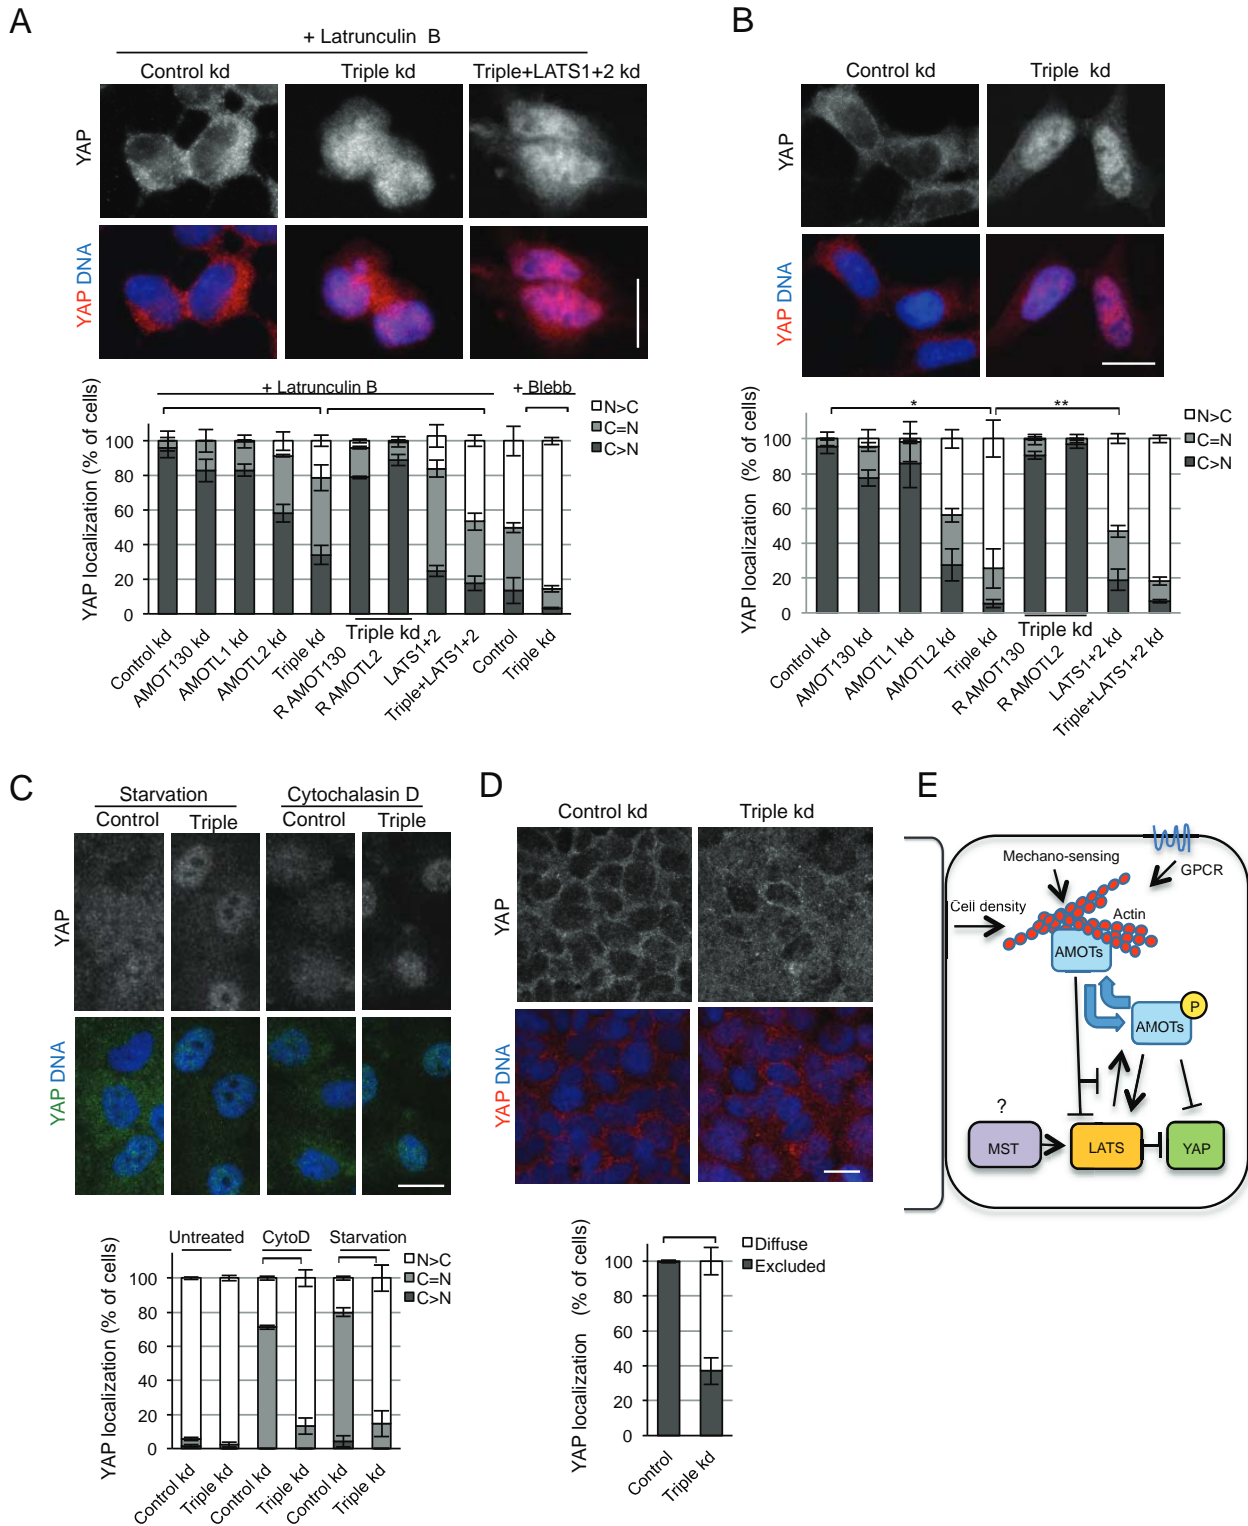 A
+ Latrunculin B
Control kd
Triple kd
Triple+LATS1+2 kd
YAP
YAP DNA
+ Latrunculin B
+ Blebb
N>C
C=N
C>N
YAP localization (% of cells)
100
80
60
40
20
0
Control kd
AMOT130 kd
AMOTL1 kd
AMOTL2 kd
Triple kd
R AMOT130
R AMOTL2
Triple kd
LATS1+2
Triple+LATS1+2
Control
Triple kd
B
Control kd
Triple kd
YAP
YAP DNA
*
**
N>C
C=N
C>N
YAP localization (% of cells)
100
80
60
40
20
0
Control kd
AMOT130 kd
AMOTL1 kd
AMOTL2 kd
Triple kd
R AMOT130
R AMOTL2
Triple kd
LATS1+2 kd
Triple+LATS1+2 kd
C
Starvation
Cytochalasin D
Control
Triple
Control
Triple
YAP
YAP DNA
Untreated
CytoD
Starvation
N>C
C=N
C>N
YAP localization (% of cells)
100
80
60
40
20
0
Control kd
Triple kd
Control kd
Triple kd
Control kd
Triple kd
D
Control kd
Triple kd
YAP
YAP DNA
Diffuse
Excluded
YAP localization (% of cells)
100
80
60
40
20
0
Control
Triple kd
E
Mechano-sensing
GPCR
Cell density
Actin
AMOTs
P
AMOTs
?
MST
LATS
YAP